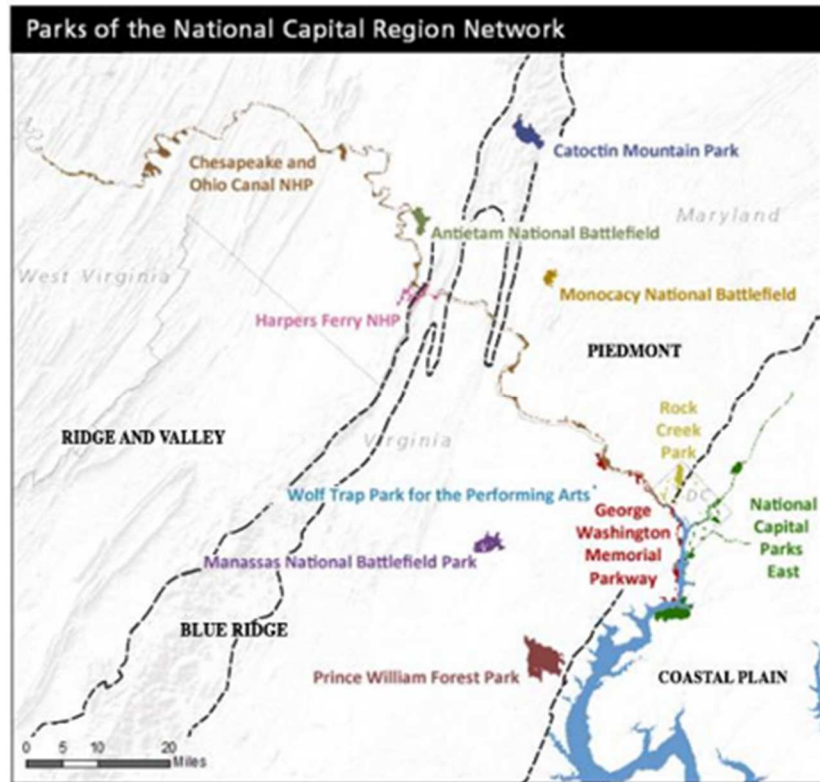 Parks of the National Capital Region Network
Chesapeake and
Ohio Canal NHP
Catoctin Mountain Park
Maryland
Antietam National Battlefield
West Virginia
Monocacy National Battlefield
Harpers Ferry NHP
PIEDMONT
Rock
Creek
Park
RIDGE AND VALLEY
Virginia
Wolf Trap Park for the Performing Arts
DC
George
Washington
Memorial
Parkway
National
Capital
Parks
East
Manassas National Battlefield Park
BLUE RIDGE
Prince William Forest Park
COASTAL PLAIN
0 5 10 20
Miles